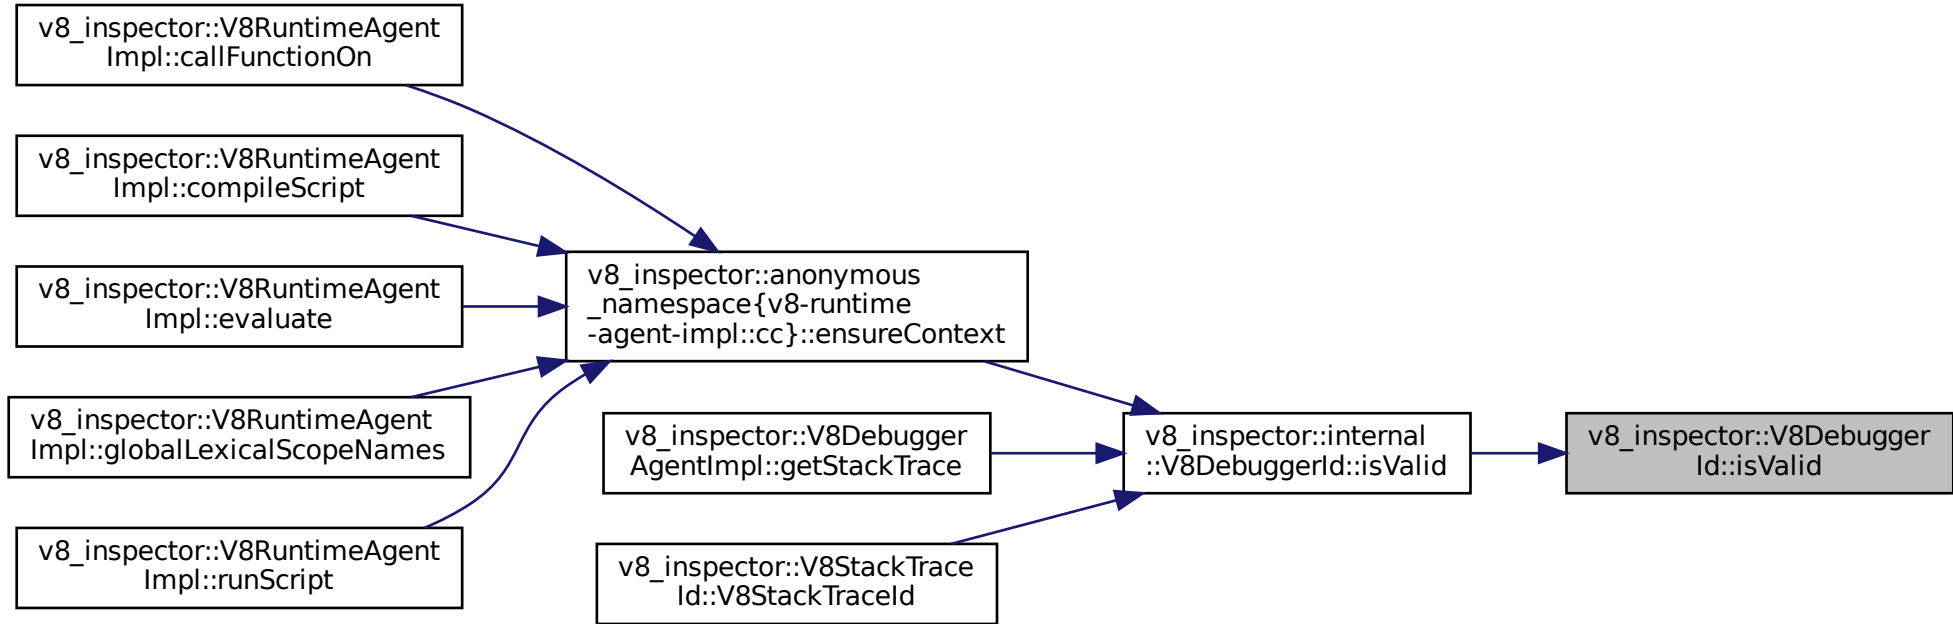 v8_inspector::V8RuntimeAgent
Impl::callFunctionOn
v8_inspector::V8RuntimeAgent
Impl::compileScript
v8_inspector::V8RuntimeAgent
Impl::evaluate
v8_inspector::V8RuntimeAgent
Impl::globalLexicalScopeNames
v8_inspector::V8RuntimeAgent
Impl::runScript
v8_inspector::anonymous
_namespace{v8-runtime
-agent-impl::cc}::ensureContext
v8_inspector::V8Debugger
AgentImpl::getStackTrace
v8_inspector::V8StackTrace
Id::V8StackTraceId
v8_inspector::internal
::V8DebuggerId::isValid
v8_inspector::V8Debugger
Id::isValid